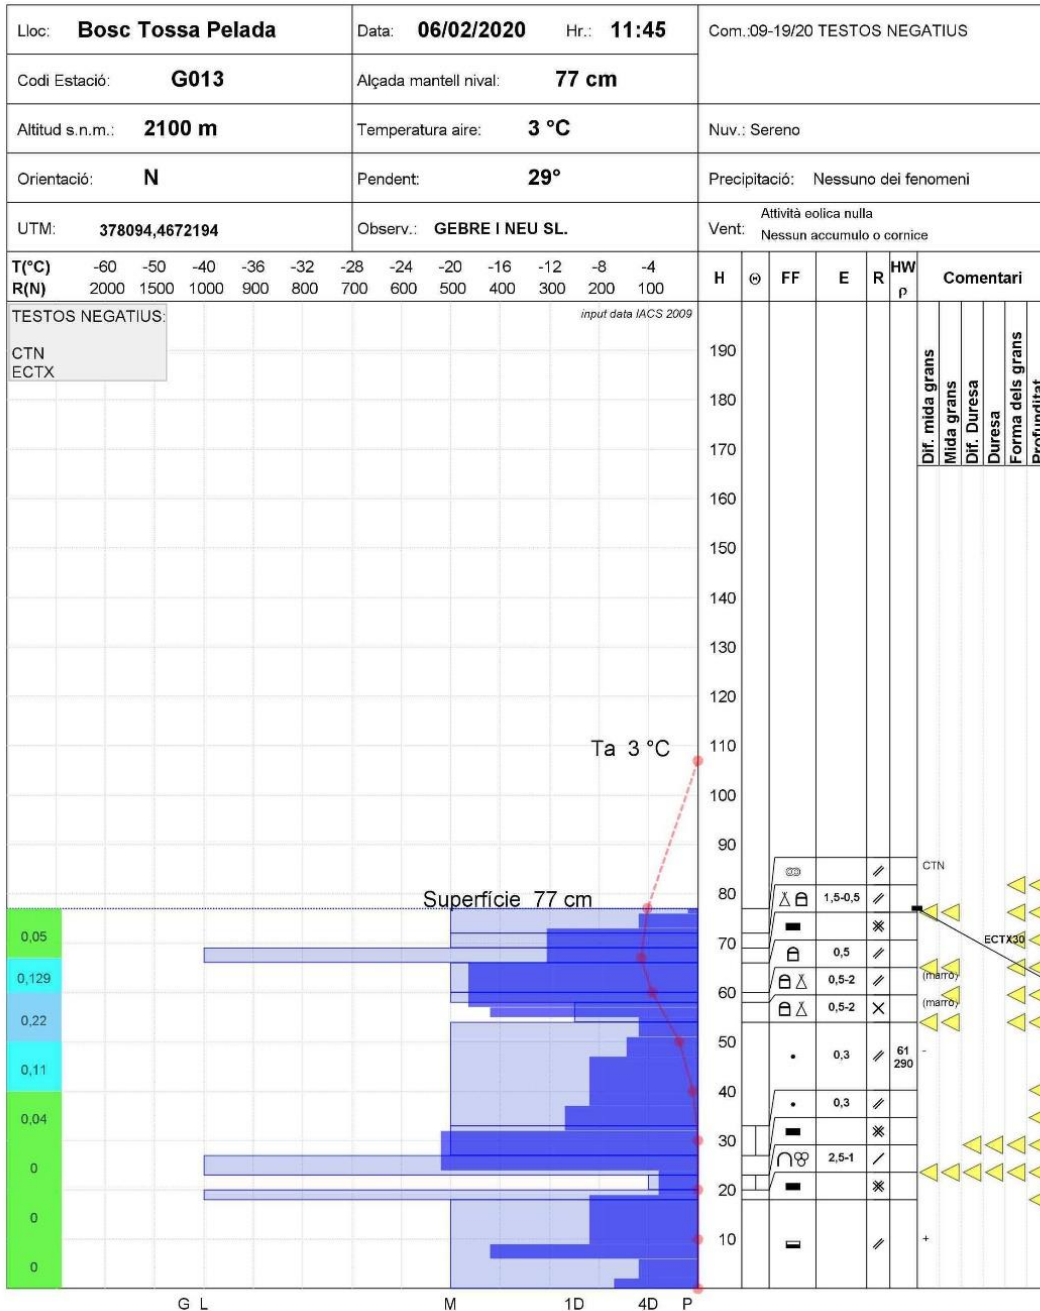 Lloc: Bosc Tossa Pelada
Data: 06/02/2020 Hr.: 11:45
Com.:09-19/20 TESTOS NEGATIUS
Codi Estació: G013
Alçada mantell nival: 77 cm
Altitud s.n.m.: 2100 m
Temperatura aire: 3 °C
Nuv.: Sereno
Orientació: N
Pendent: 29°
Precipitació: Nessuno dei fenomeni
UTM: 378094,4672194
Observ.: GEBRE I NEU SL.
Vent: Attività eolica nulla
Nessun accumulo o cornice
T(°C) -60 -50 -40 -36 -32 -28 -24 -20 -16 -12 -8 -4
R(N) 2000 1500 1000 900 800 700 600 500 400 300 200 100
H Θ FF E R HW ρ Comentari
TESTOS NEGATIUS:
CTN
ECTX
input data IACS 2009
Dif. mida grans
Mida grans
Dif. Duresa
Duresa
Forma dels grans
Profunditat
190
180
170
160
150
140
130
120
110
100
90
80
70
60
50
40
30
20
10
Ta 3 °C
Superfície 77 cm
CTN
1,5-0,5
ECTX30
0,5
0,5-2
(marro)
0,5-2
(marro)
0,3
61
290
-
0,3
2,5-1
+
0,05
0,129
0,22
0,11
0,04
0
0
0
G L M 1D 4D P